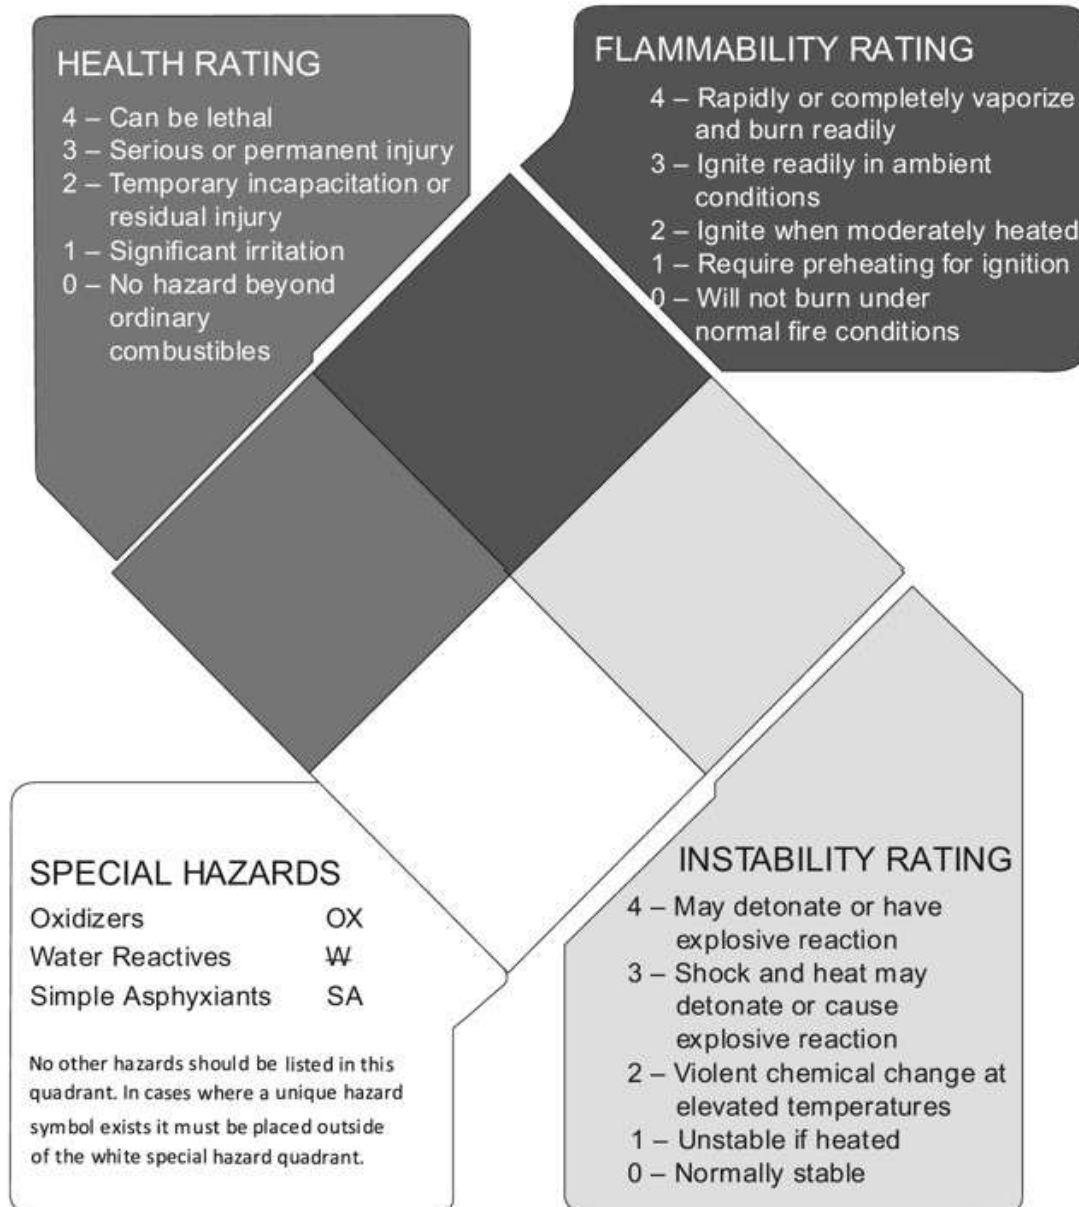 HEALTH RATING
4 – Can be lethal
3 – Serious or permanent injury
2 – Temporary incapacitation or
residual injury
1 – Significant irritation
0 – No hazard beyond
ordinary
combustibles
FLAMMABILITY RATING
4 – Rapidly or completely vaporize
and burn readily
3 – Ignite readily in ambient
conditions
2 – Ignite when moderately heated
1 – Require preheating for ignition
0 – Will not burn under
normal fire conditions
SPECIAL HAZARDS
Oxidizers OX
Water Reactives W̶
Simple Asphyxiants SA
No other hazards should be listed in this
quadrant. In cases where a unique hazard
symbol exists it must be placed outside
of the white special hazard quadrant.
INSTABILITY RATING
4 – May detonate or have
explosive reaction
3 – Shock and heat may
detonate or cause
explosive reaction
2 – Violent chemical change at
elevated temperatures
1 – Unstable if heated
0 – Normally stable